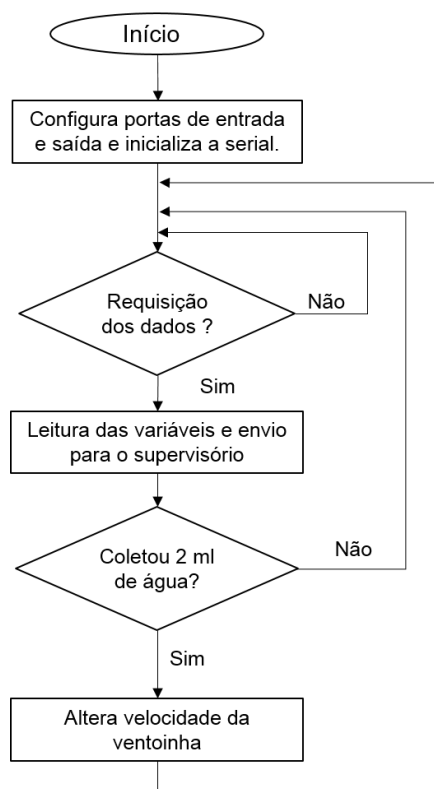 Início
Configura portas de entrada
e saída e inicializa a serial.
Requisição
dos dados ?
Não
Sim
Leitura das variáveis e envio
para o supervisório
Coletou 2 ml
de água?
Não
Sim
Altera velocidade da
ventoinha